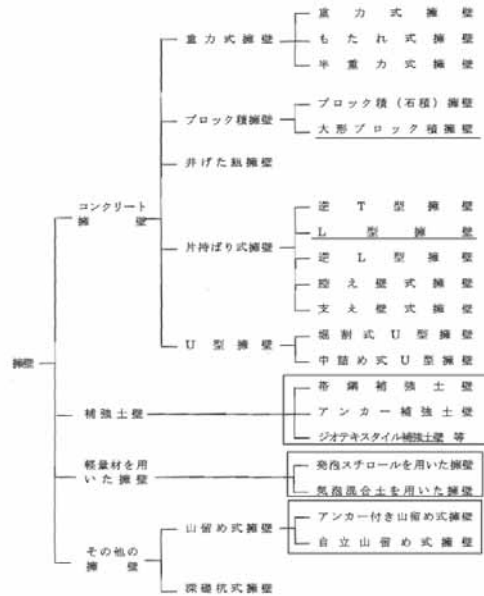 重力式擁壁
重力式擁壁
もたれ式擁壁
半重力式擁壁
ブロック積擁壁
ブロック積（石積）擁壁
大形ブロック積擁壁
井げた組擁壁
コンクリート
擁壁
片持ばり式擁壁
逆T型擁壁
L型擁壁
逆L型擁壁
控え壁式擁壁
支え壁式擁壁
U型擁壁
掘割式U型擁壁
中詰め式U型擁壁
擁壁
補強土壁
帯鋼補強土壁
アンカー補強土壁
ジオテキスタイル補強土壁 等
軽量材を用
いた擁壁
発泡スチロールを用いた擁壁
気泡混合土を用いた擁壁
その他の
擁壁
山留め式擁壁
アンカー付き山留め式擁壁
自立山留め式擁壁
深礎杭式擁壁